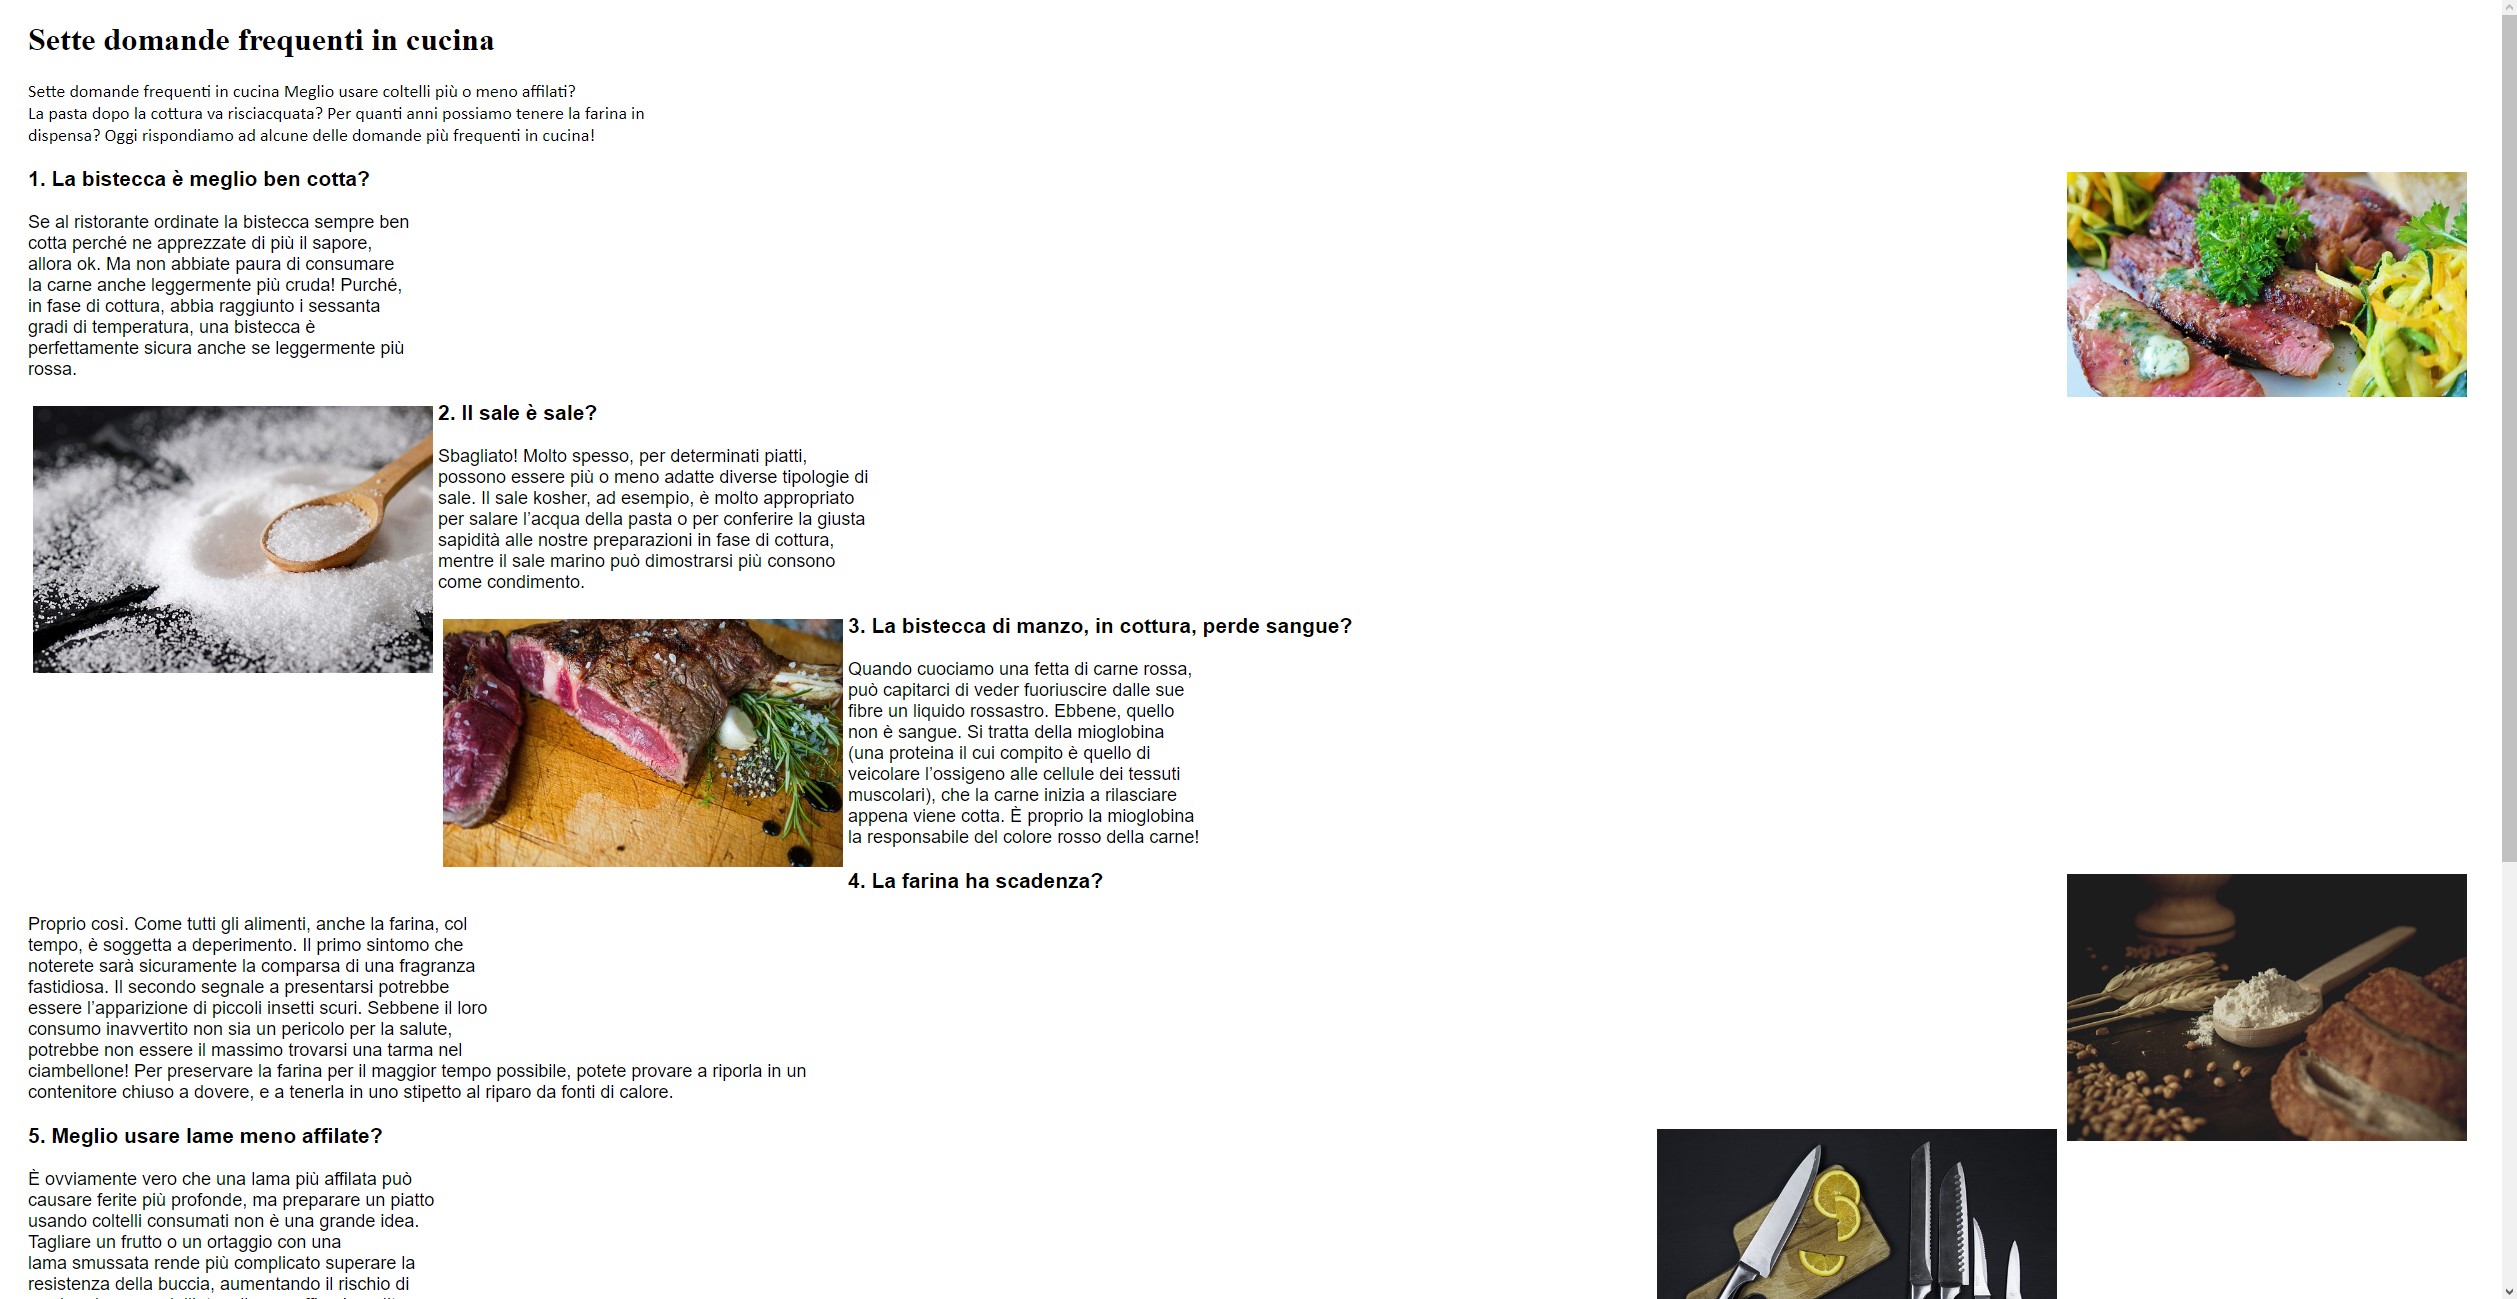 Sette domande frequenti in cucina
Sette domande frequenti in cucina Meglio usare coltelli più o meno affilati?
La pasta dopo la cottura va risciacquata? Per quanti anni possiamo tenere la farina in
dispensa? Oggi rispondiamo ad alcune delle domande più frequenti in cucina!
1. La bistecca è meglio ben cotta?
Se al ristorante ordinate la bistecca sempre ben
cotta perché ne apprezzate di più il sapore,
allora ok. Ma non abbiate paura di consumare
la carne anche leggermente più cruda! Purché,
in fase di cottura, abbia raggiunto i sessanta
gradi di temperatura, una bistecca è
perfettamente sicura anche se leggermente più
rossa.
2. Il sale è sale?
Sbagliato! Molto spesso, per determinati piatti,
possono essere più o meno adatte diverse tipologie di
sale. Il sale kosher, ad esempio, è molto appropriato
per salare l’acqua della pasta o per conferire la giusta
sapidità alle nostre preparazioni in fase di cottura,
mentre il sale marino può dimostrarsi più consono
come condimento.
3. La bistecca di manzo, in cottura, perde sangue?
Quando cuociamo una fetta di carne rossa,
può capitarci di veder fuoriuscire dalle sue
fibre un liquido rossastro. Ebbene, quello
non è sangue. Si tratta della mioglobina
(una proteina il cui compito è quello di
veicolare l’ossigeno alle cellule dei tessuti
muscolari), che la carne inizia a rilasciare
appena viene cotta. È proprio la mioglobina
la responsabile del colore rosso della carne!
4. La farina ha scadenza?
Proprio così. Come tutti gli alimenti, anche la farina, col
tempo, è soggetta a deperimento. Il primo sintomo che
noterete sarà sicuramente la comparsa di una fragranza
fastidiosa. Il secondo segnale a presentarsi potrebbe
essere l’apparizione di piccoli insetti scuri. Sebbene il loro
consumo inavvertito non sia un pericolo per la salute,
potrebbe non essere il massimo trovarsi una tarma nel
ciambellone! Per preservare la farina per il maggior tempo possibile, potete provare a riporla in un
contenitore chiuso a dovere, e a tenerla in uno stipetto al riparo da fonti di calore.
5. Meglio usare lame meno affilate?
È ovviamente vero che una lama più affilata può
causare ferite più profonde, ma preparare un piatto
usando coltelli consumati non è una grande idea.
Tagliare un frutto o un ortaggio con una
lama smussata rende più complicato superare la
resistenza della buccia, aumentando il rischio di